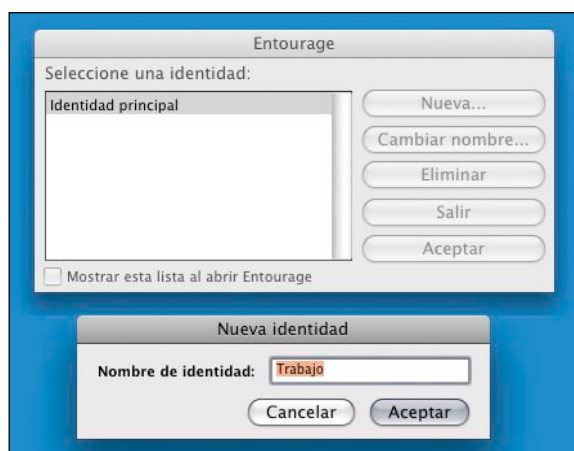 Entourage
Seleccione una identidad:
Identidad principal
Nueva...
Cambiar nombre...
Eliminar
Salir
Aceptar
Mostrar esta lista al abrir Entourage
Nueva identidad
Nombre de identidad: Trabajo
Cancelar Aceptar